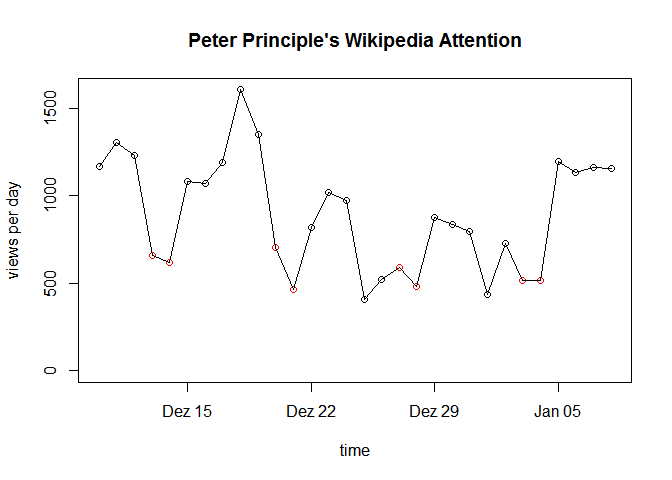 Peter Principle's Wikipedia Attention
views per day
1500
1000
500
0
Dez 15
Dez 22
Dez 29
Jan 05
time